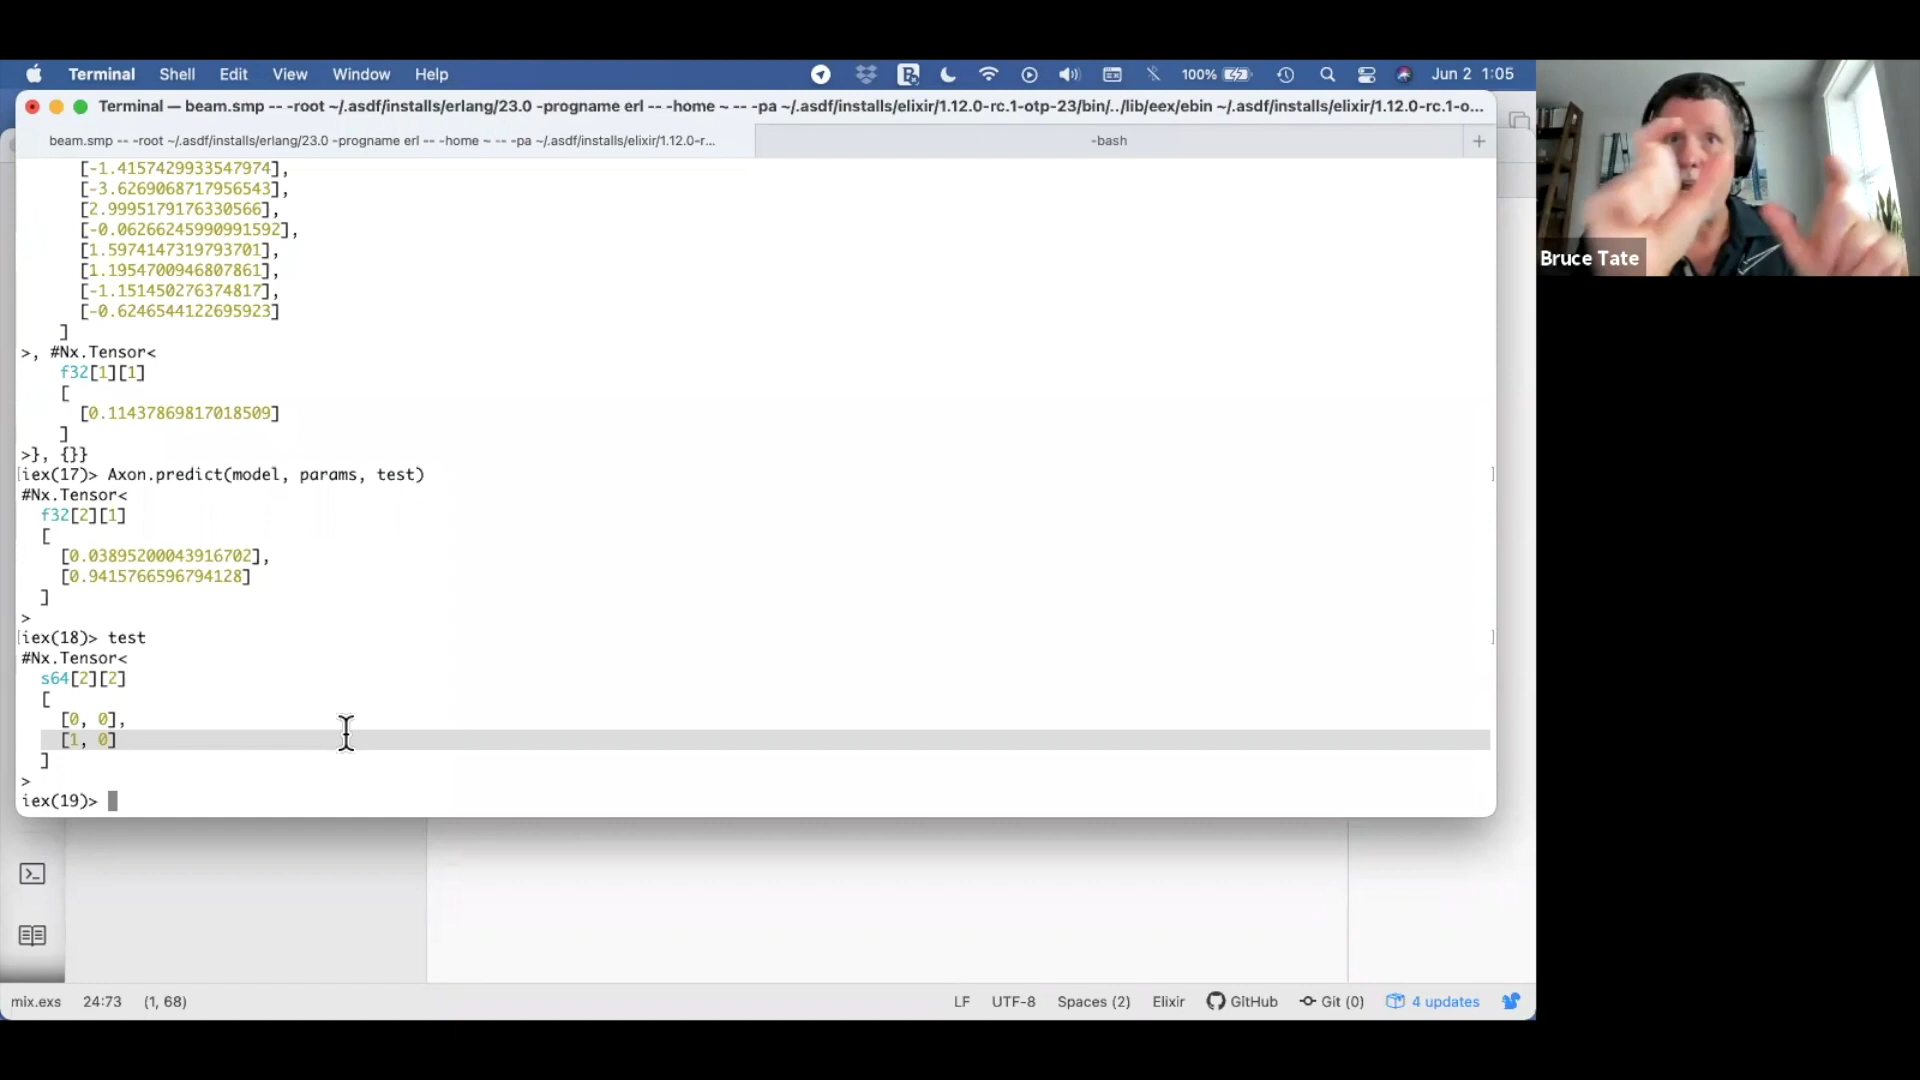 Terminal Shell Edit View Window Help 100% Jun 2 1:05
Terminal — beam.smp -- -root ~/.asdf/installs/erlang/23.0 -progname erl -- -home ~ -- -pa ~/.asdf/installs/elixir/1.12.0-rc.1-otp-23/bin/../lib/eex/ebin ~/.asdf/installs/elixir/1.12.0-rc.1-o...
beam.smp -- -root ~/.asdf/installs/erlang/23.0 -progname erl -- -home ~ -- -pa ~/.asdf/installs/elixir/1.12.0-r... -bash +
[-1.4157429933547974],
[-3.6269068717956543],
[2.9995179176330566],
[-0.06266245990991592],
[1.5974147319793701],
[1.1954700946807861],
[-1.151450276374817],
[-0.6246544122695923]
]
>, #Nx.Tensor<
f32[1][1]
[
[0.11437869817018509]
]
>}, {}}
[iex(17)> Axon.predict(model, params, test) ]
#Nx.Tensor<
f32[2][1]
[
[0.03895200043916702],
[0.9415766596794128]
]
>
[iex(18)> test ]
#Nx.Tensor<
s64[2][2]
[
[0, 0],
[1, 0]
]
>
iex(19)>
mix.exs 24:73 (1, 68) LF UTF-8 Spaces (2) Elixir GitHub Git (0) 4 updates
Bruce Tate